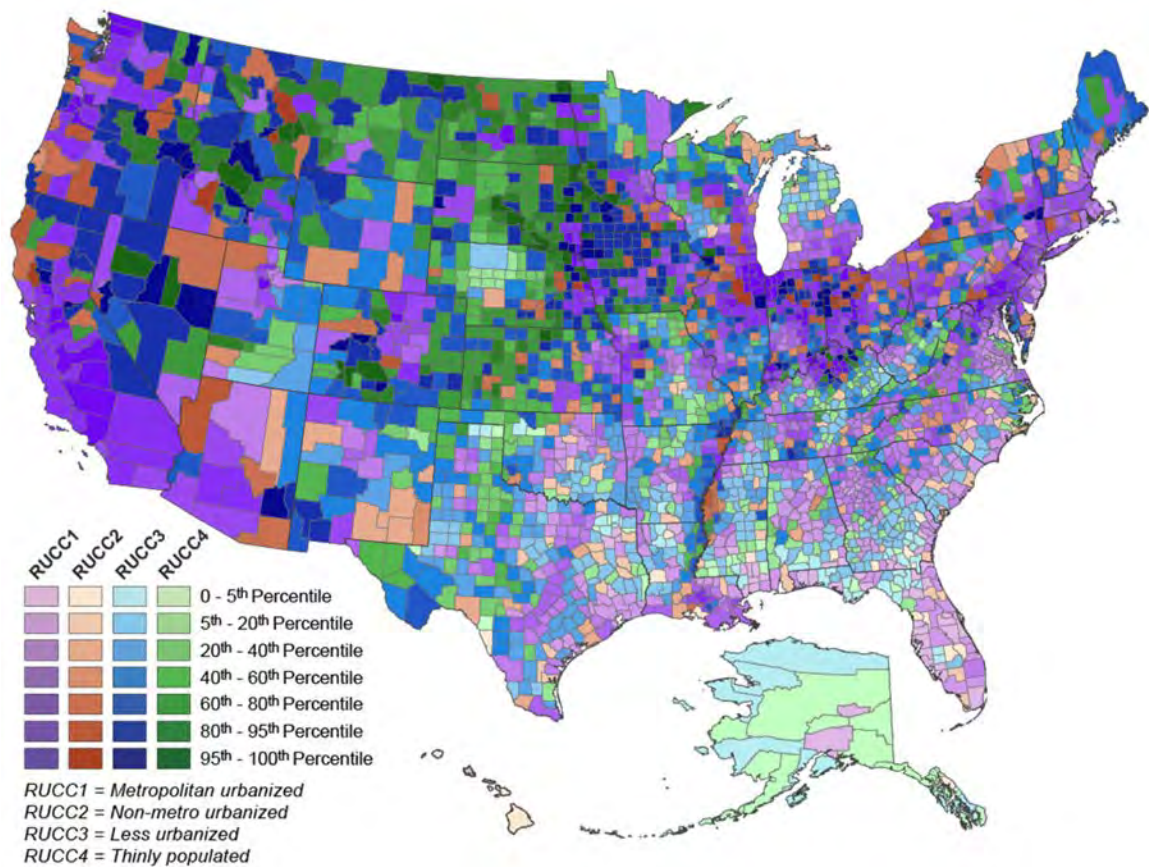 RUCC1 RUCC2 RUCC3 RUCC4
0 - 5th Percentile
5th - 20th Percentile
20th - 40th Percentile
40th - 60th Percentile
60th - 80th Percentile
80th - 95th Percentile
95th - 100th Percentile
RUCC1 = Metropolitan urbanized
RUCC2 = Non-metro urbanized
RUCC3 = Less urbanized
RUCC4 = Thinly populated